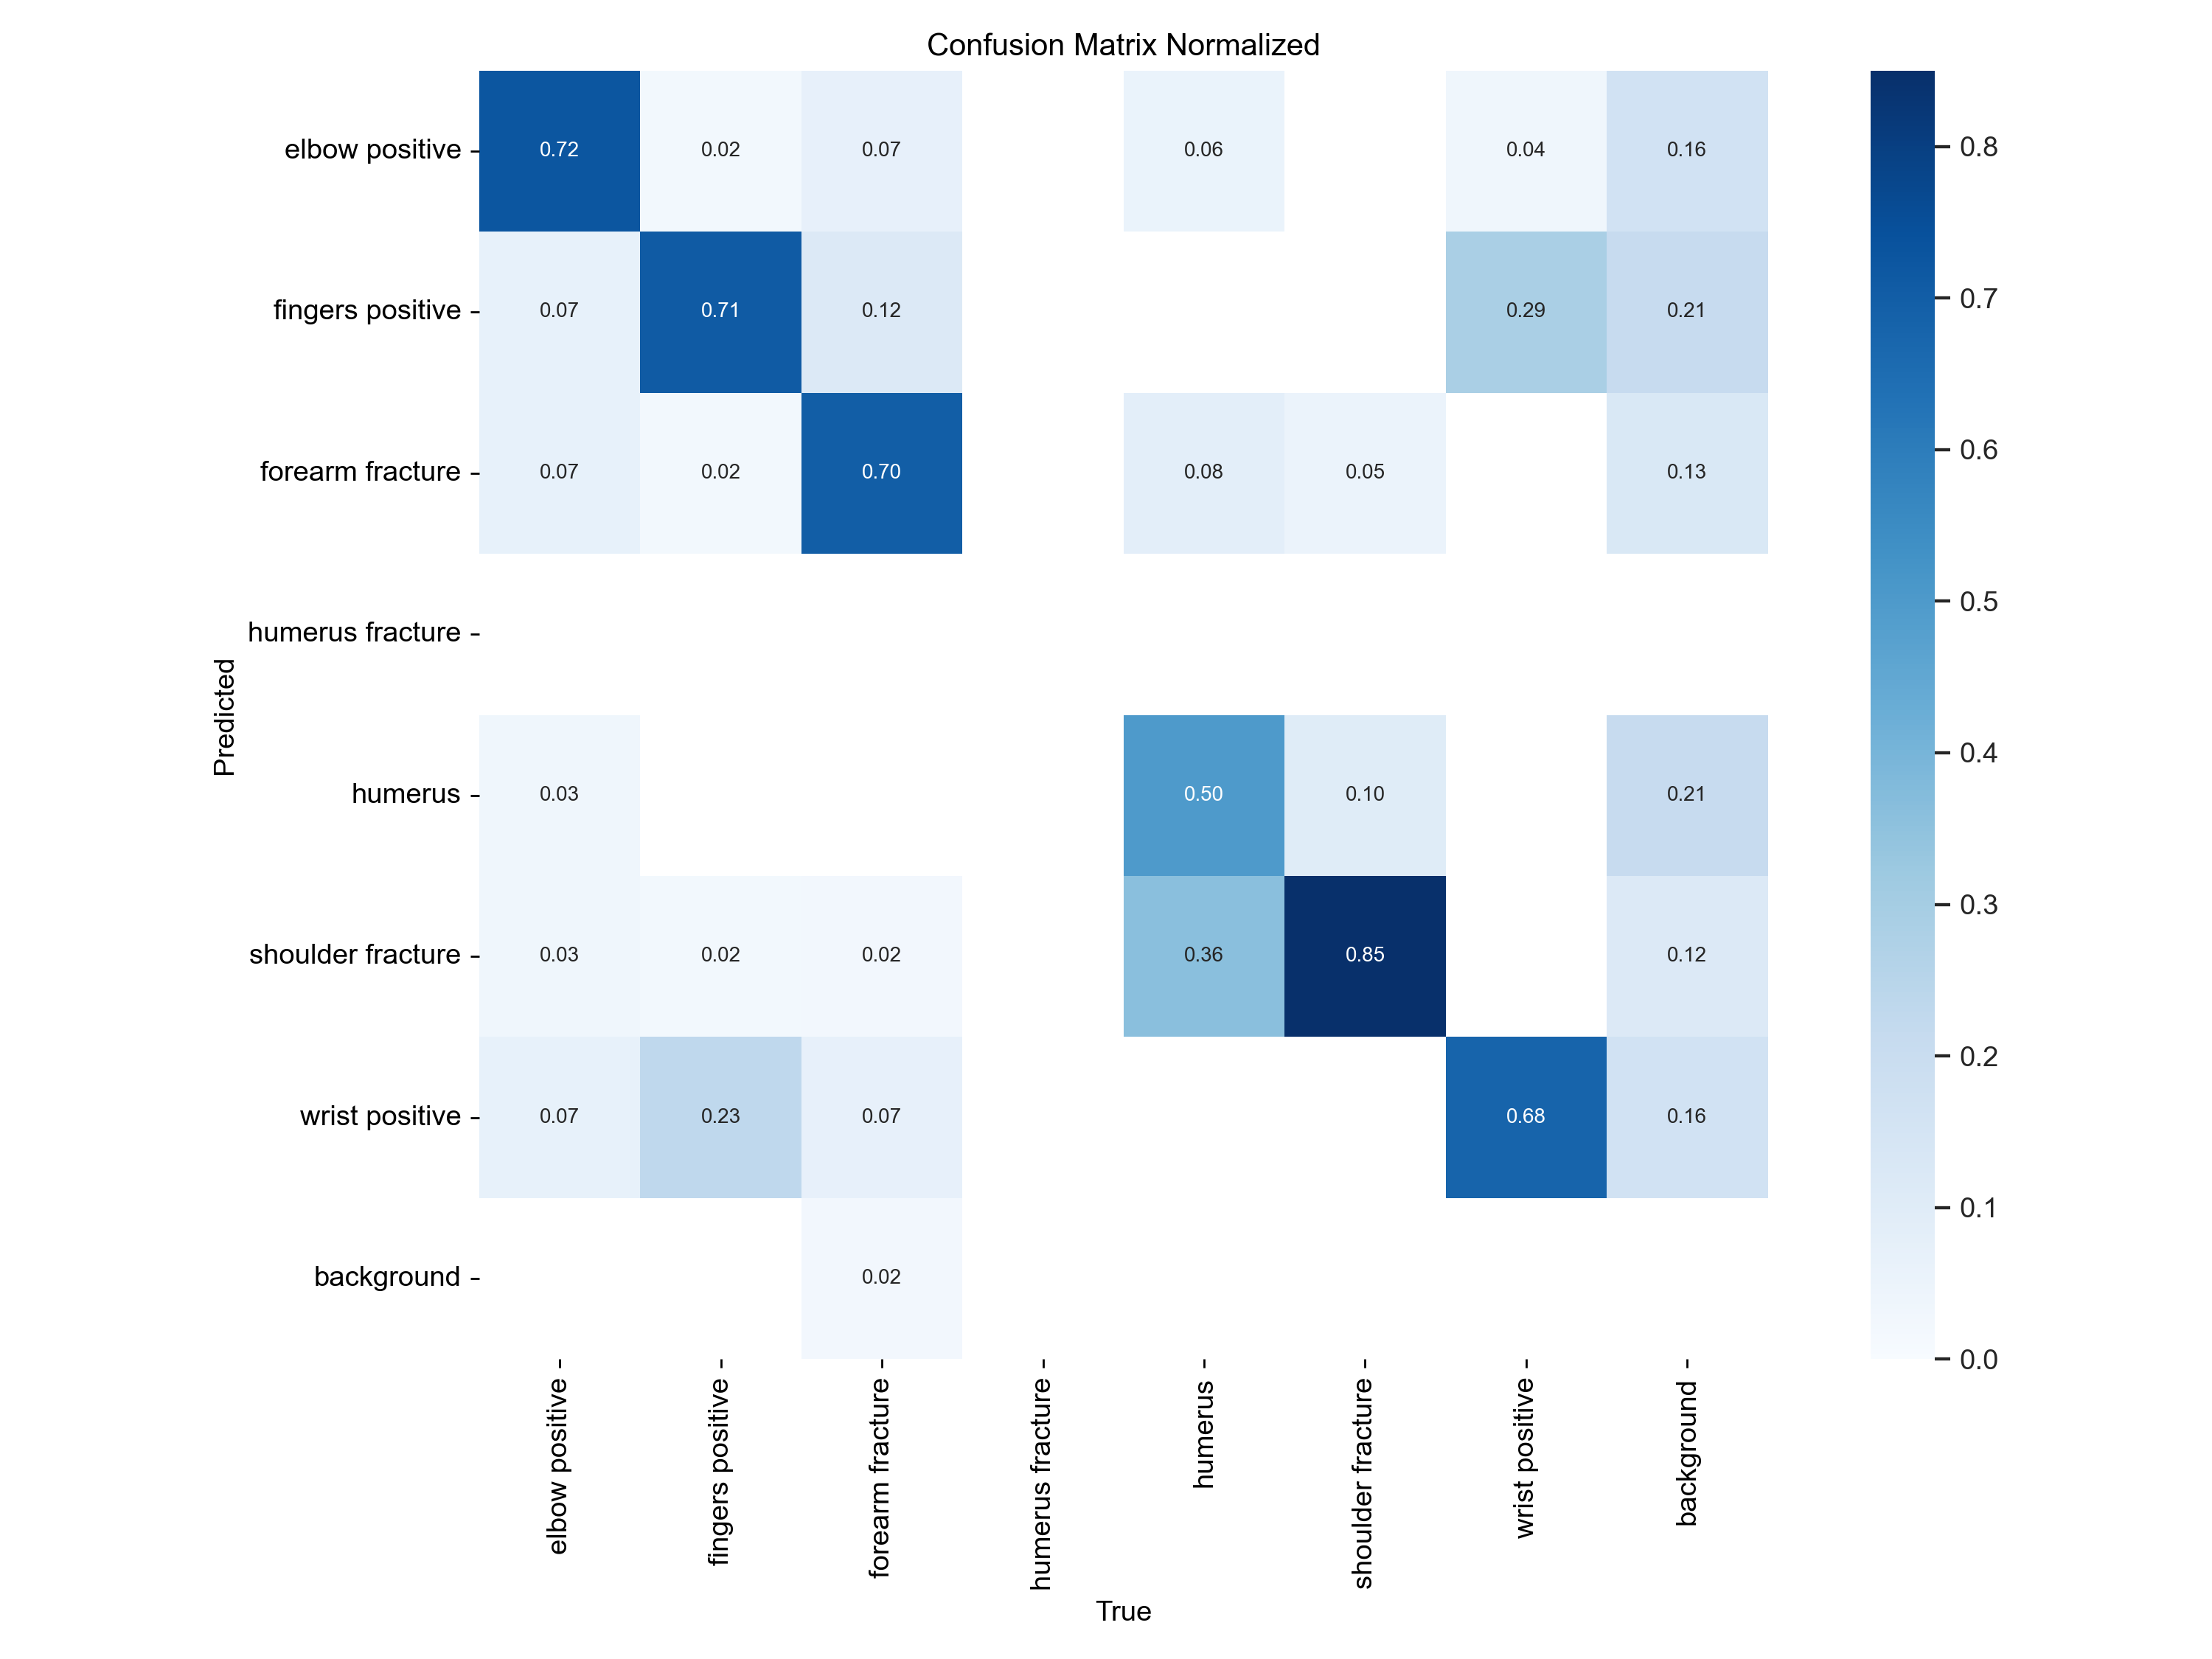 Confusion Matrix Normalized
elbow positive 0.72 0.02 0.07 0.06 0.04 0.16
fingers positive 0.07 0.71 0.12 0.29 0.21
forearm fracture 0.07 0.02 0.70 0.08 0.05 0.13
humerus fracture
humerus 0.03 0.50 0.10 0.21
shoulder fracture 0.03 0.02 0.02 0.36 0.85 0.12
wrist positive 0.07 0.23 0.07 0.68 0.16
background 0.02
Predicted
elbow positive
fingers positive
forearm fracture
humerus fracture
humerus
shoulder fracture
wrist positive
background
True
0.8
0.7
0.6
0.5
0.4
0.3
0.2
0.1
0.0